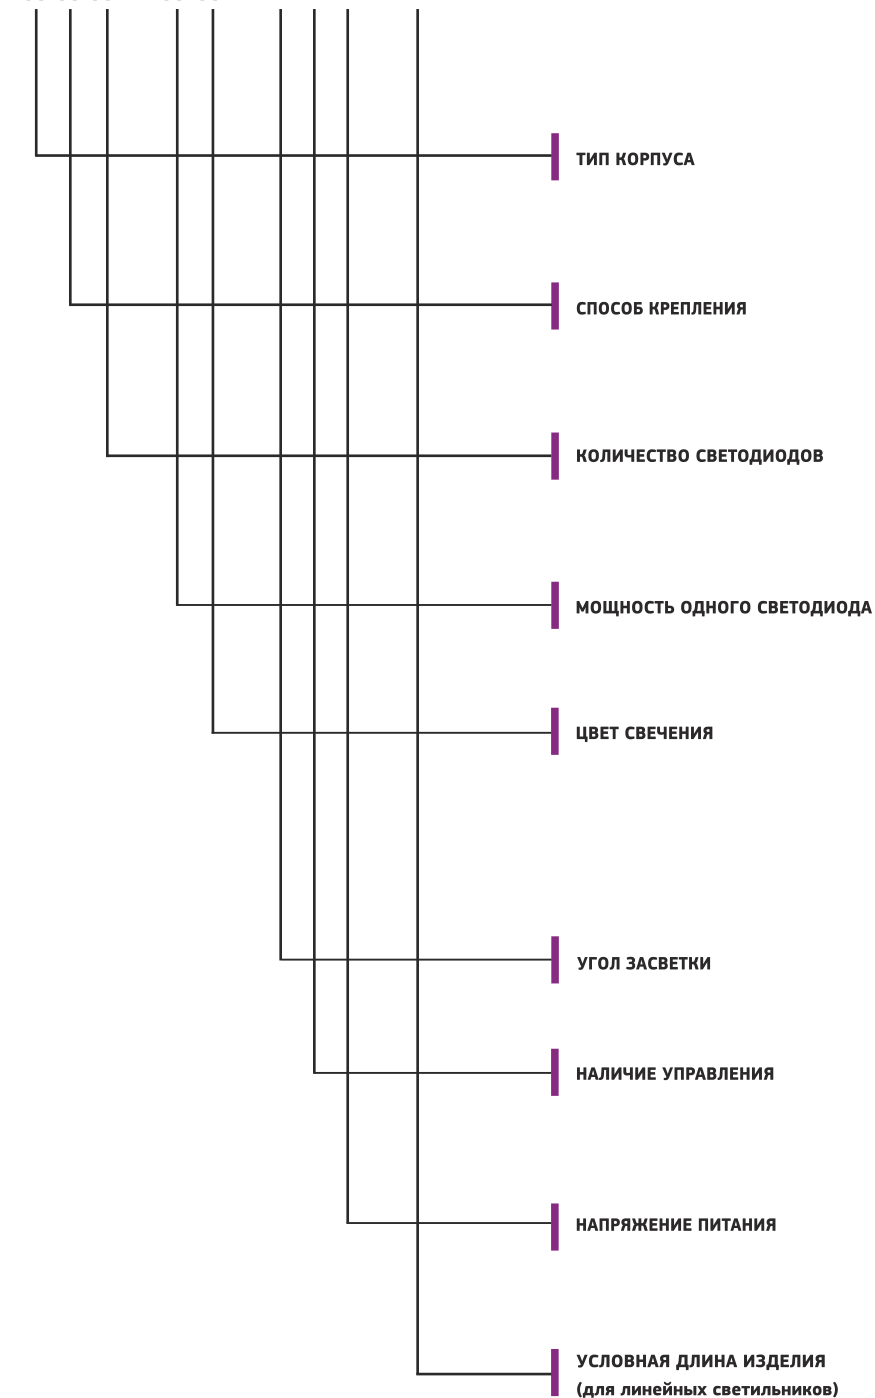 ТИП КОРПУСА
СПОСОБ КРЕПЛЕНИЯ
КОЛИЧЕСТВО СВЕТОДИОДОВ
МОЩНОСТЬ ОДНОГО СВЕТОДИОДА
ЦВЕТ СВЕЧЕНИЯ
УГОЛ ЗАСВЕТКИ
НАЛИЧИЕ УПРАВЛЕНИЯ
НАПРЯЖЕНИЕ ПИТАНИЯ
УСЛОВНАЯ ДЛИНА ИЗДЕЛИЯ
(для линейных светильников)